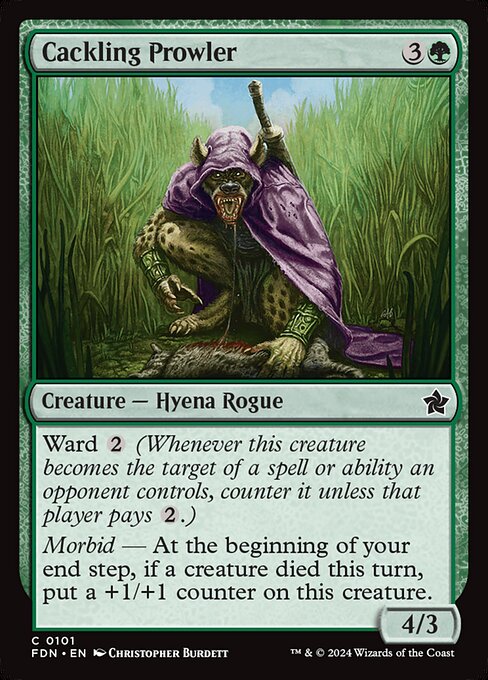 Cackling Prowler 3
Creature — Hyena Rogue
Ward 2 (Whenever this creature
becomes the target of a spell or ability an
opponent controls, counter it unless that
player pays 2.)
Morbid — At the beginning of your
end step, if a creature died this turn,
put a +1/+1 counter on this creature.
4/3
C 0101
FDN • EN Christopher Burdett ™ & © 2024 Wizards of the Coast